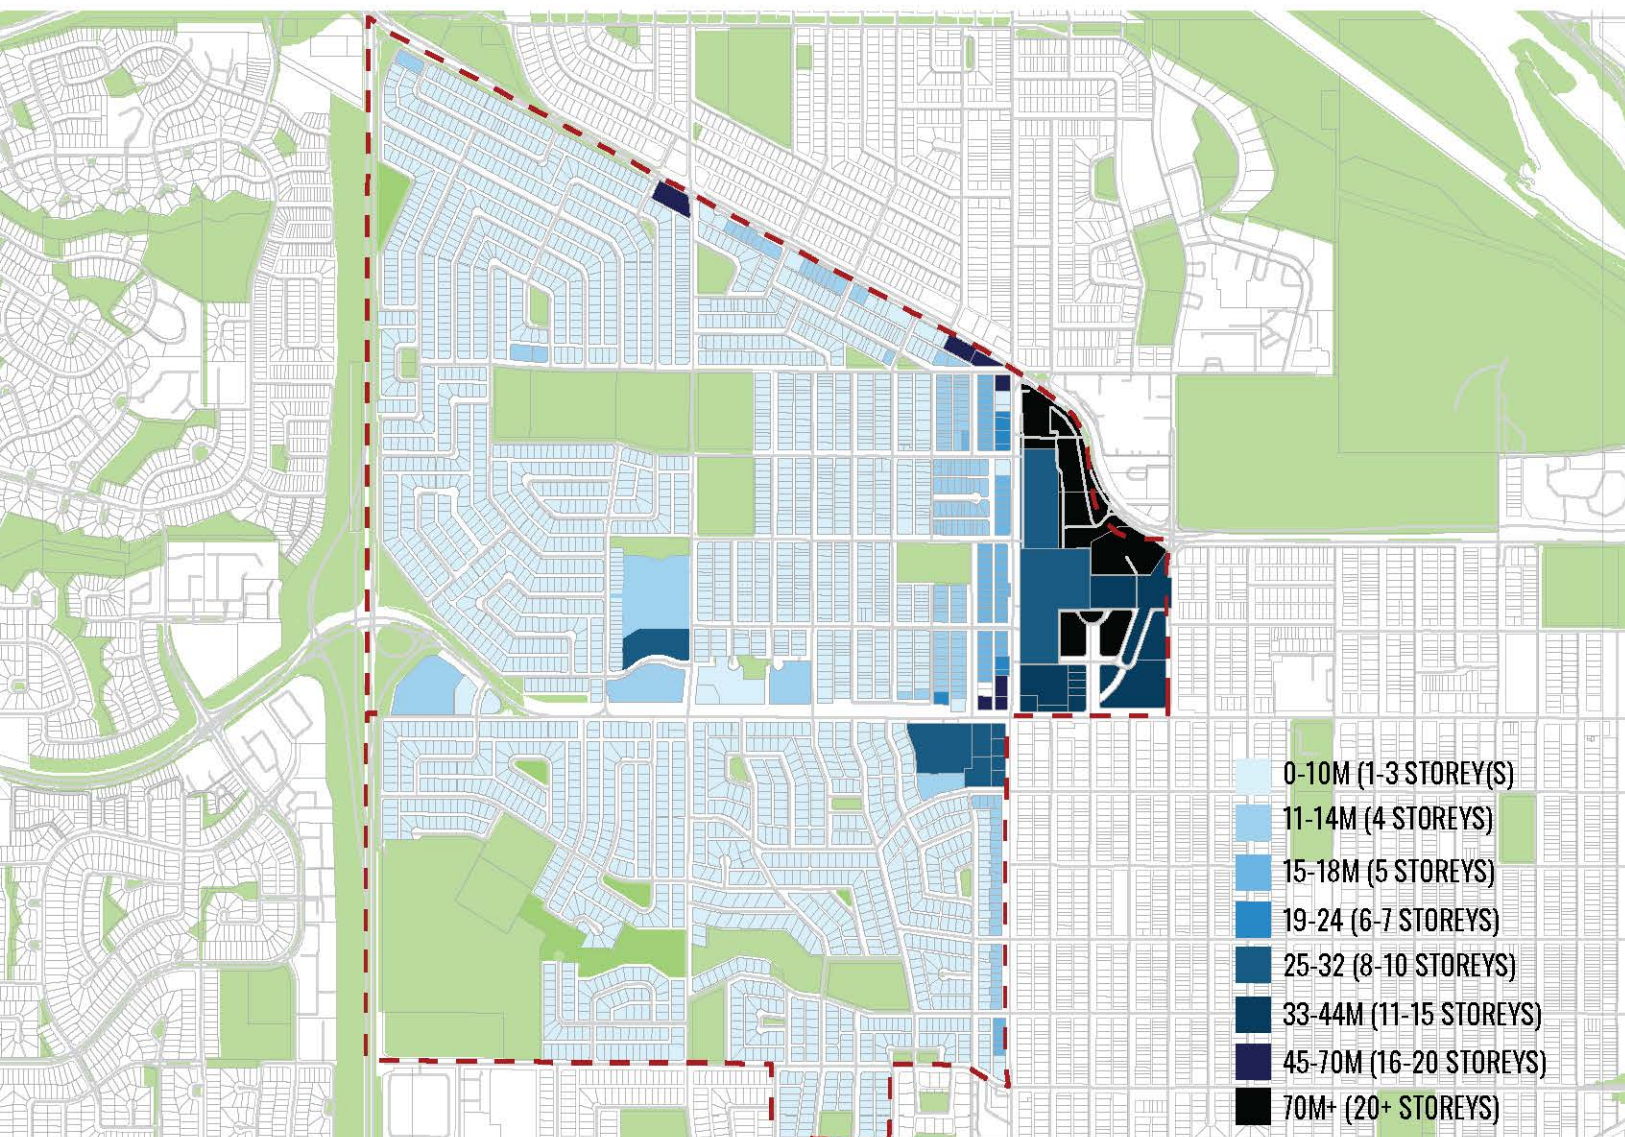 0-10M (1-3 STOREY(S)
11-14M (4 STOREYS)
15-18M (5 STOREYS)
19-24 (6-7 STOREYS)
25-32 (8-10 STOREYS)
33-44M (11-15 STOREYS)
45-70M (16-20 STOREYS)
70M+ (20+ STOREYS)